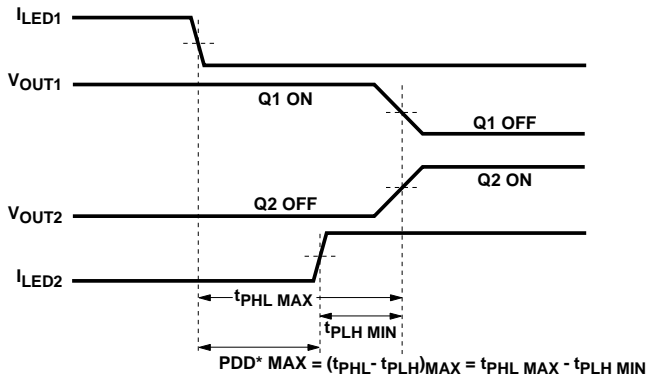 ILED1
VOUT1
Q1 ON
Q1 OFF
Q2 ON
Q2 OFF
VOUT2
ILED2
tPHL MAX
tPLH MIN
PDD* MAX = (tPHL- tPLH)MAX = tPHL MAX - tPLH MIN